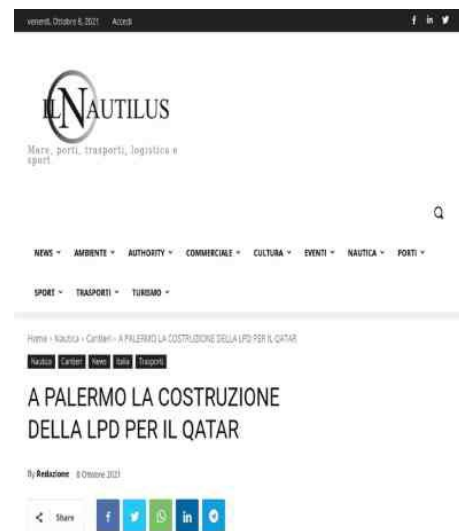 venerdì, Ottobre 8, 2021 Accedi
IL NAUTILUS
Mare, porti, trasporti, logistica e
sport
NEWS AMBIENTE AUTHORITY COMMERCIALE CULTURA EVENTI NAUTICA PORTI
SPORT TRASPORTI TURISMO
Home › Nautica › Cantieri › A PALERMO LA COSTRUZIONE DELLA LPD PER IL QATAR
Nautica Cantieri News Italia Trasporti
A PALERMO LA COSTRUZIONE
DELLA LPD PER IL QATAR
By Redazione 8 Ottobre 2021
Share